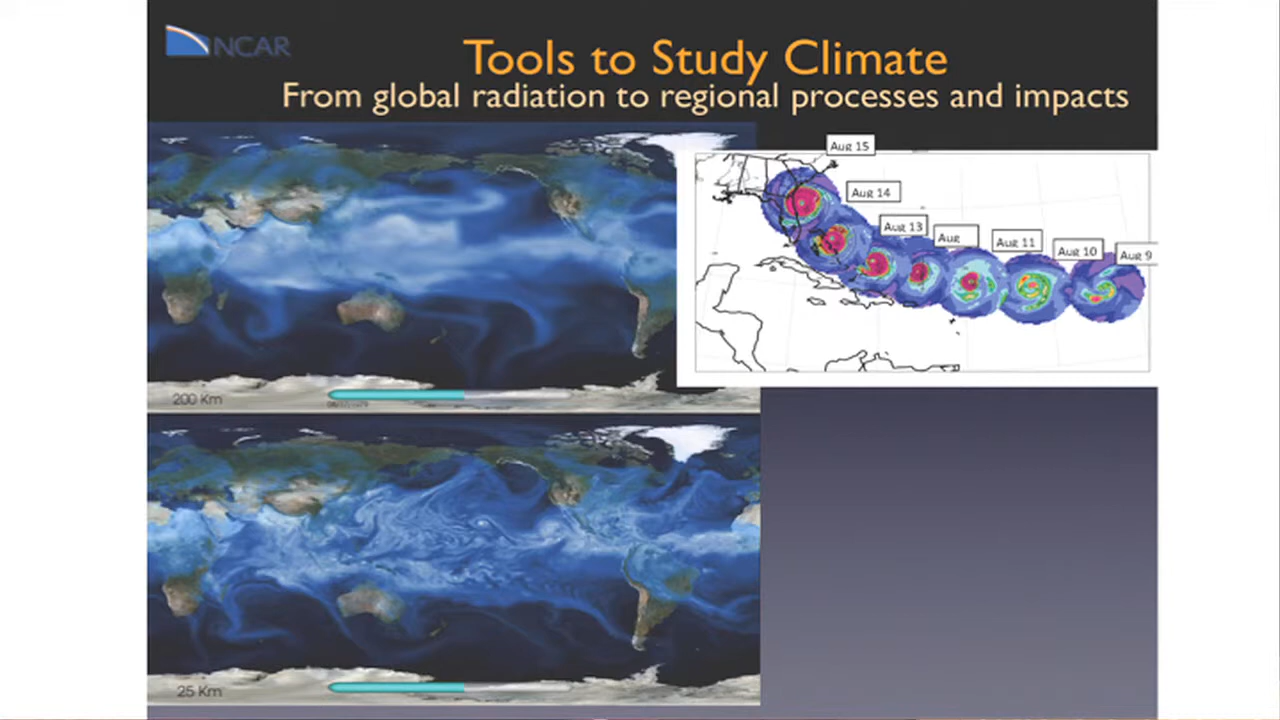 NCAR
Tools to Study Climate
From global radiation to regional processes and impacts
Aug 15
Aug 14
Aug 13
Aug
Aug 11
Aug 10
Aug 9
200 Km
25 Km